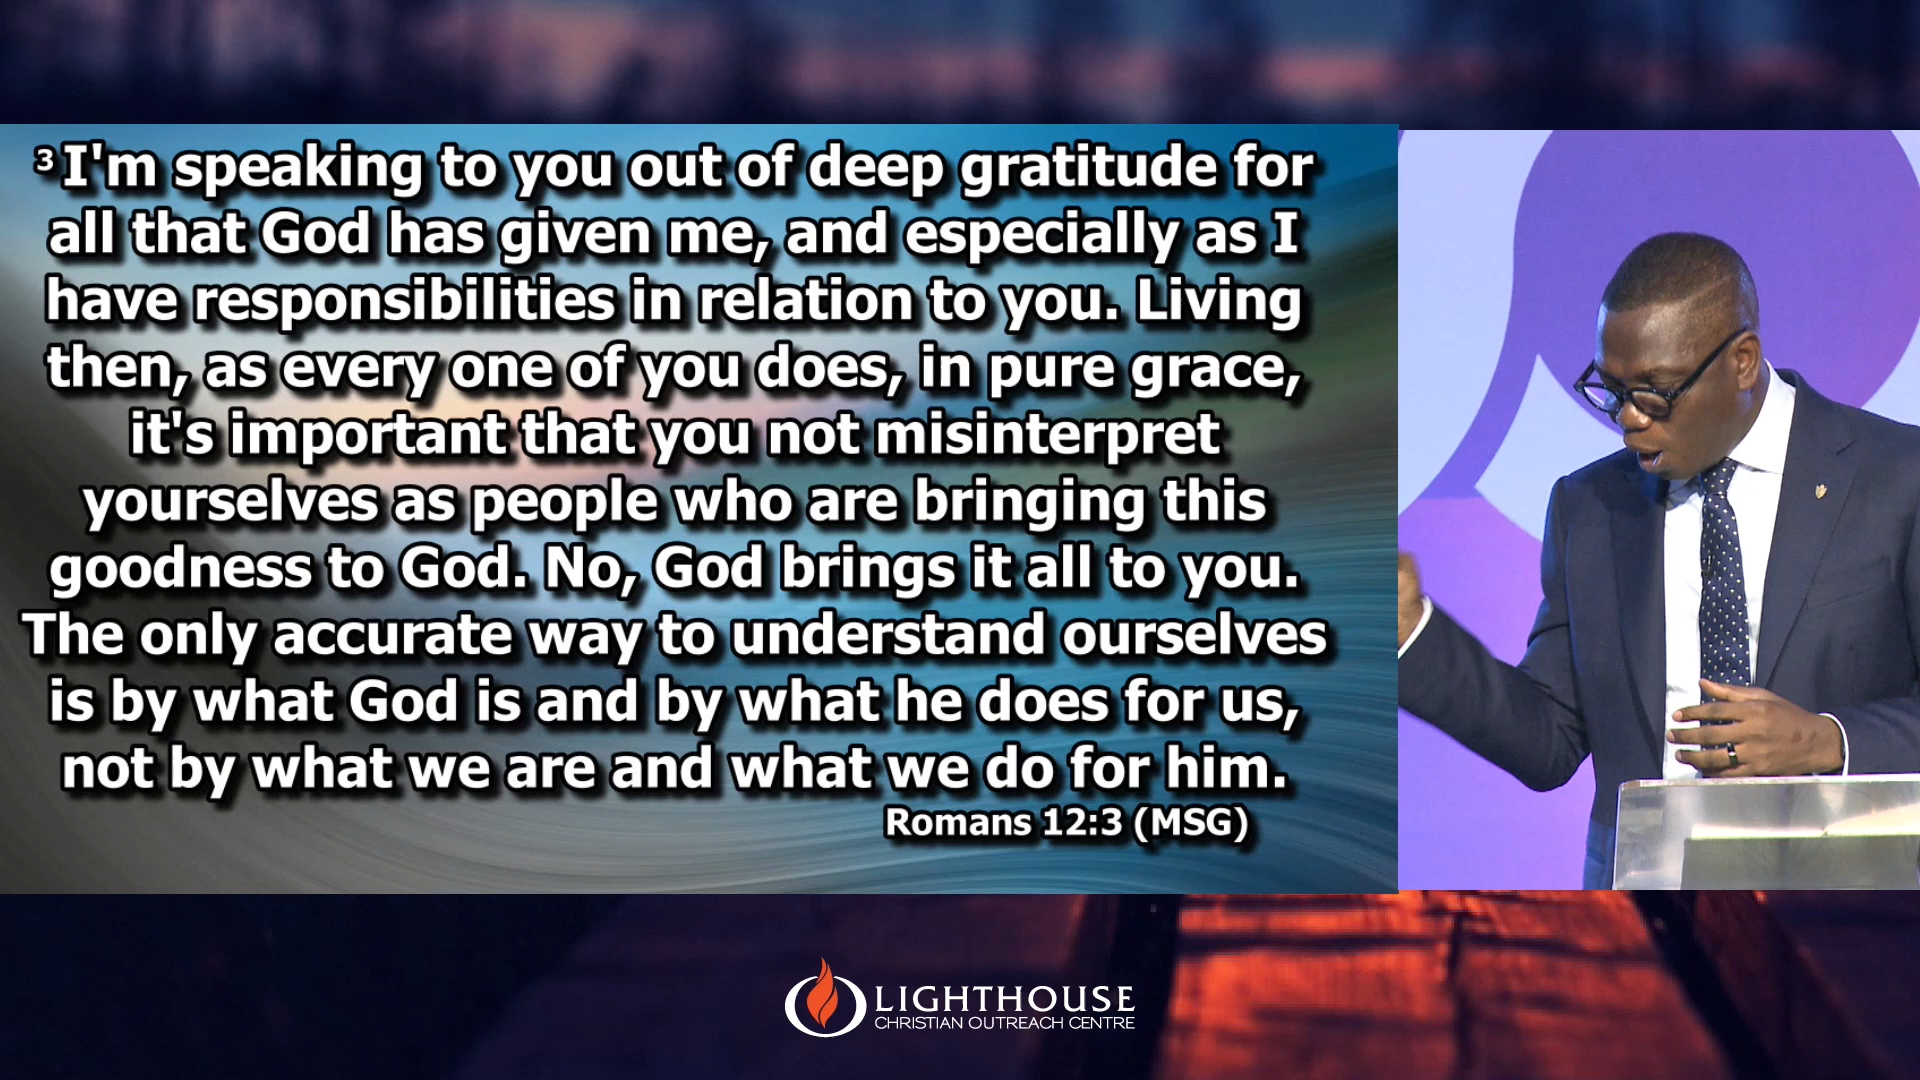 3 I'm speaking to you out of deep gratitude for
all that God has given me, and especially as I
have responsibilities in relation to you. Living
then, as every one of you does, in pure grace,
it's important that you not misinterpret
yourselves as people who are bringing this
goodness to God. No, God brings it all to you.
The only accurate way to understand ourselves
is by what God is and by what he does for us,
not by what we are and what we do for him.
Romans 12:3 (MSG)
LIGHTHOUSE
CHRISTIAN OUTREACH CENTRE